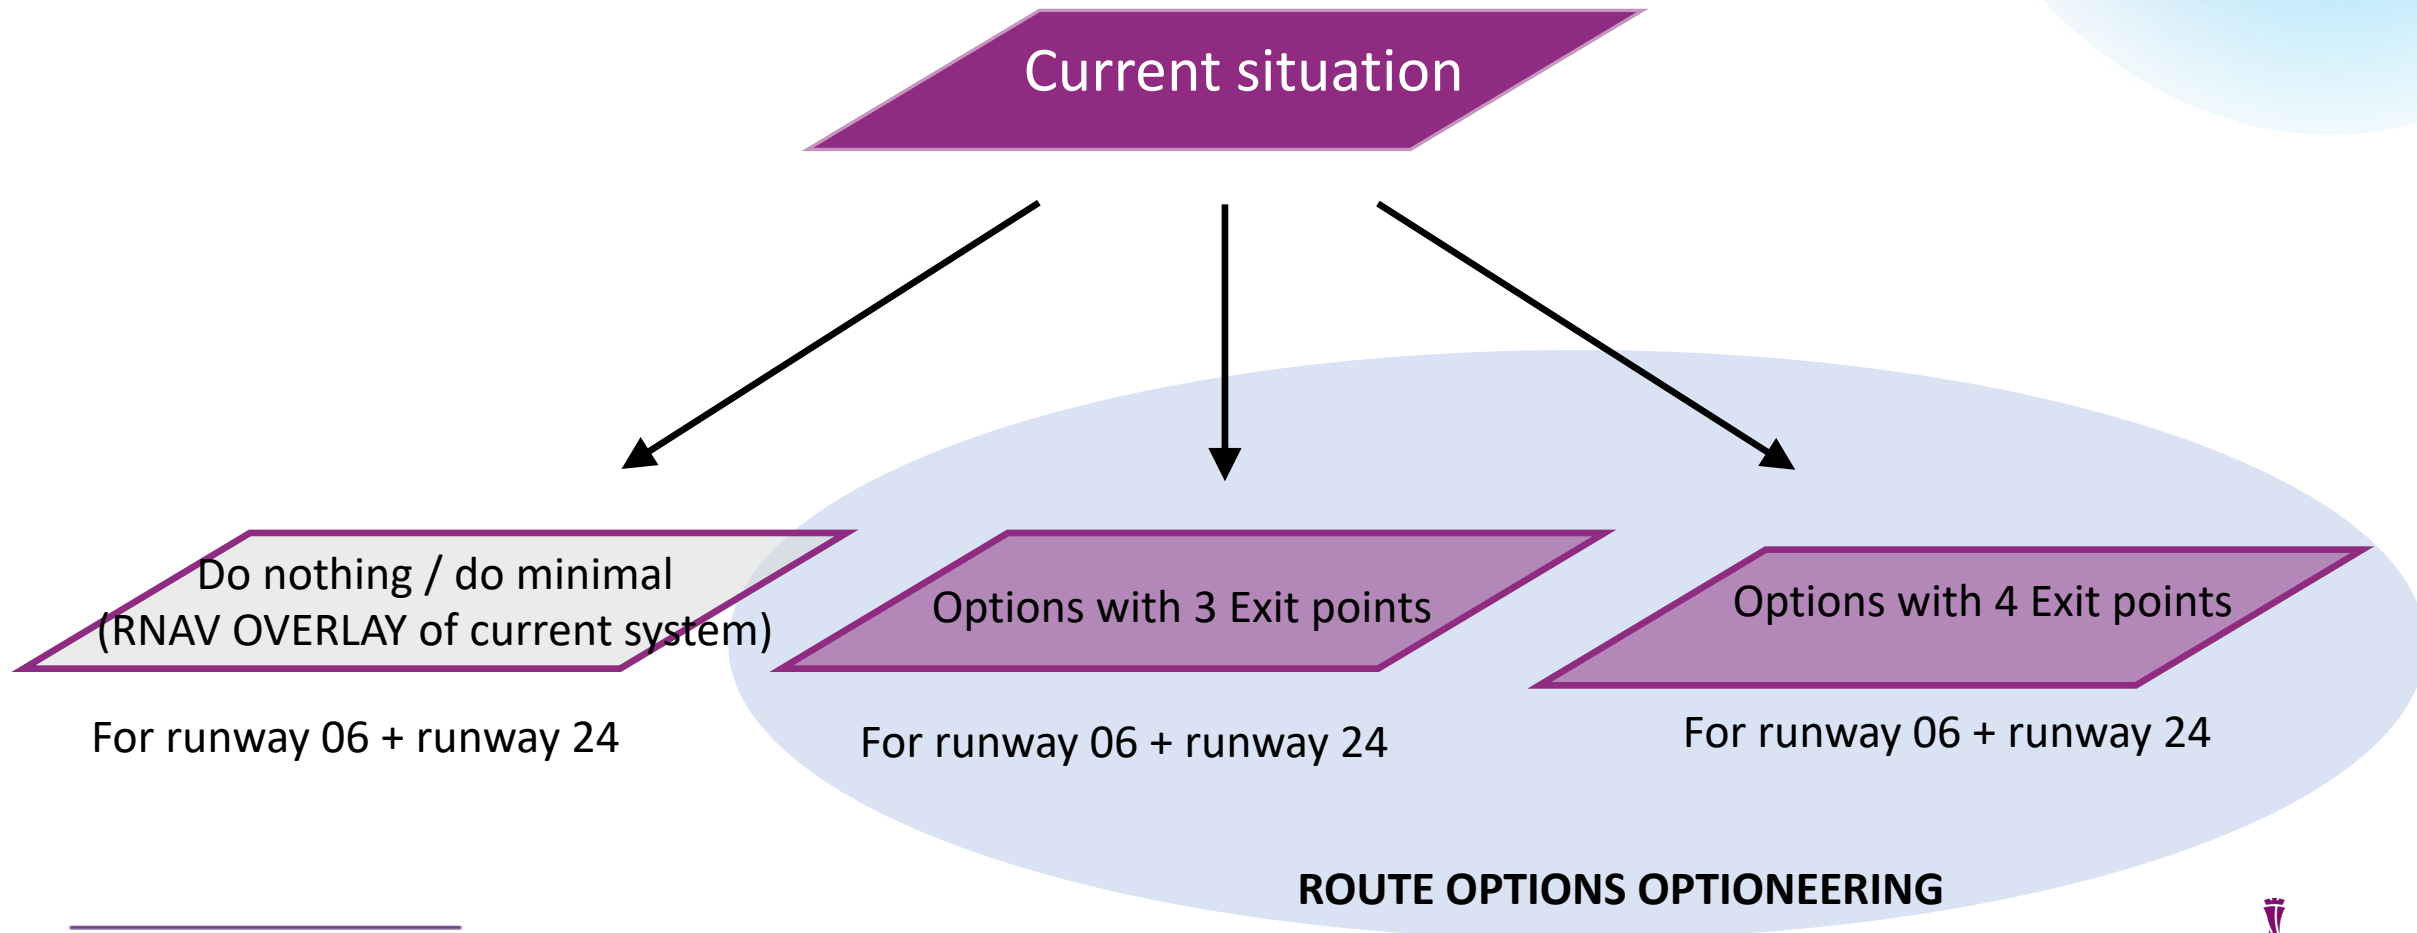 Current situation
Do nothing / do minimal
(RNAV OVERLAY of current system)
Options with 3 Exit points
Options with 4 Exit points
For runway 06 + runway 24
For runway 06 + runway 24
For runway 06 + runway 24
ROUTE OPTIONS OPTIONEERING